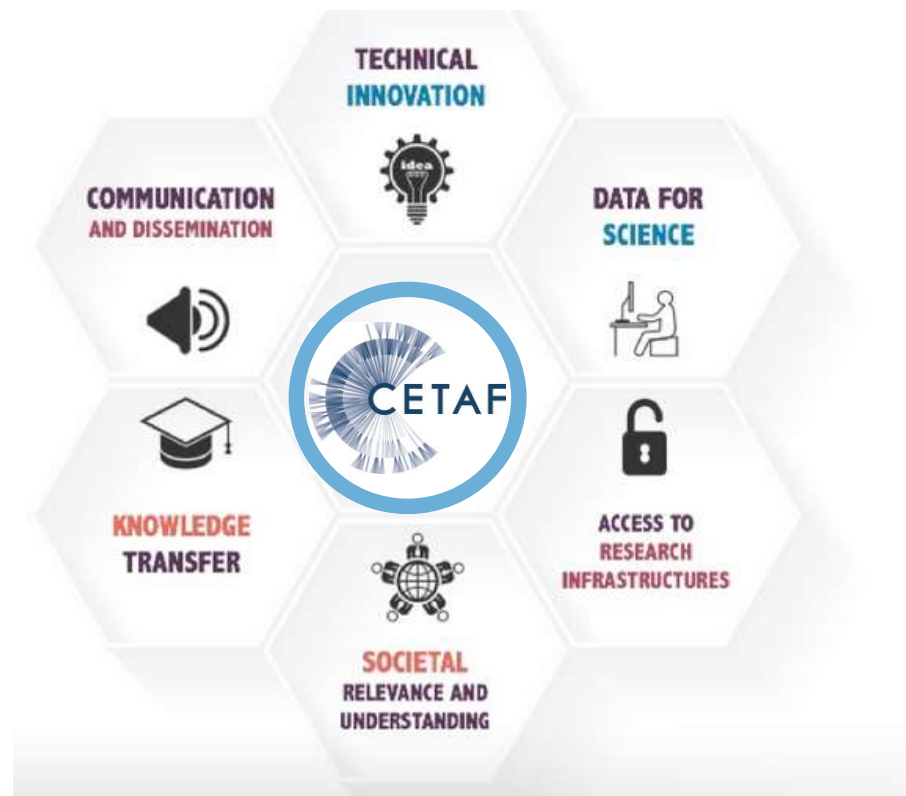 TECHNICAL
INNOVATION
idea
COMMUNICATION
AND DISSEMINATION
DATA FOR
SCIENCE
CETAF
KNOWLEDGE
TRANSFER
ACCESS TO
RESEARCH
INFRASTRUCTURES
SOCIETAL
RELEVANCE AND
UNDERSTANDING